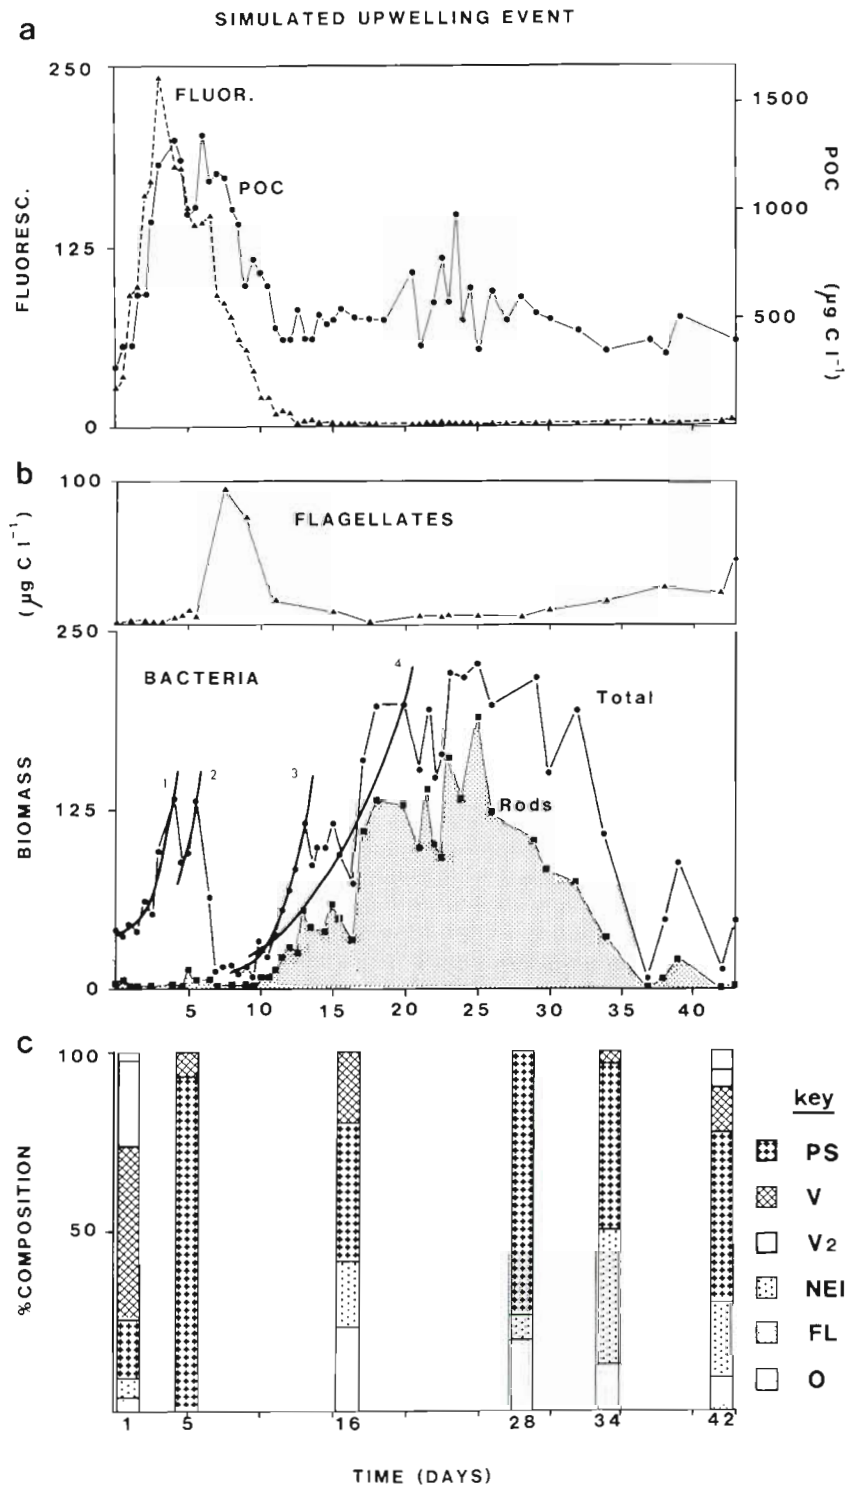 SIMULATED UPWELLING EVENT
a
250
FLUOR.
1500
POC
POC
1000
FLUORESC.
125
(µg C l⁻¹)
500
0
b
100
FLAGELLATES
(µg C l⁻¹)
250
BACTERIA
4
Total
1
2
3
Rods
125
BIOMASS
0
5 10 15 20 25 30 35 40
c
100
key
PS
V
%COMPOSITION
50
V2
NEI
FL
O
1 5 16 28 34 42
TIME (DAYS)